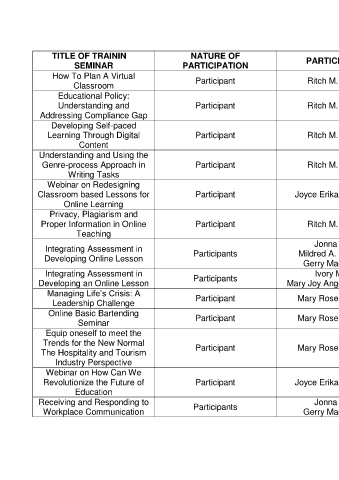 TITLE OF TRAININ
SEMINAR
NATURE OF
PARTICIPATION
PARTICI
How To Plan A Virtual
Classroom
Participant
Ritch M.
Educational Policy:
Understanding and
Addressing Compliance Gap
Participant
Ritch M.
Developing Self-paced
Learning Through Digital
Content
Participant
Ritch M.
Understanding and Using the
Genre-process Approach in
Writing Tasks
Participant
Ritch M.
Webinar on Redesigning
Classroom based Lessons for
Online Learning
Participant
Joyce Erika
Privacy, Plagiarism and
Proper Information in Online
Teaching
Participant
Ritch M.
Integrating Assessment in
Developing Online Lesson
Participants
Jonna
Mildred A.
Gerry Ma
Integrating Assessment in
Developing an Online Lesson
Participants
Ivory M
Mary Joy Ang
Managing Life's Crisis: A
Leadership Challenge
Participant
Mary Rose
Online Basic Bartending
Seminar
Participant
Mary Rose
Equip oneself to meet the
Trends for the New Normal
The Hospitality and Tourism
Industry Perspective
Participant
Mary Rose
Webinar on How Can We
Revolutionize the Future of
Education
Participant
Joyce Erika
Receiving and Responding to
Workplace Communication
Participants
Jonna
Gerry Ma